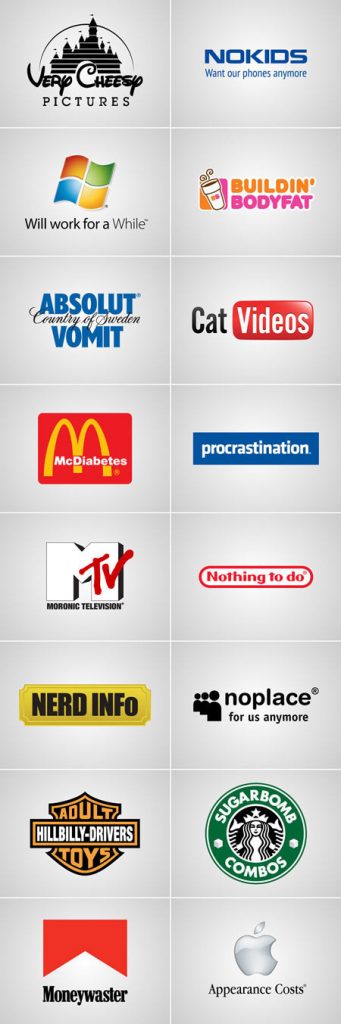 Very Cheesy
PICTURES
NOKIDS
Want our phones anymore
Will work for a While™
BUILDIN'
BODYFAT
ABSOLUT®
Country of Sweden
VOMIT
Cat Videos
McDiabetes
®
procrastination.
MTV
MORONIC TELEVISION®
Nothing to do®
NERD INFo
noplace®
for us anymore
ADULT
HILLBILLY-DRIVERS
TOYS
SUGARBOMB
COMBOS
Moneywaster
Appearance Costs®